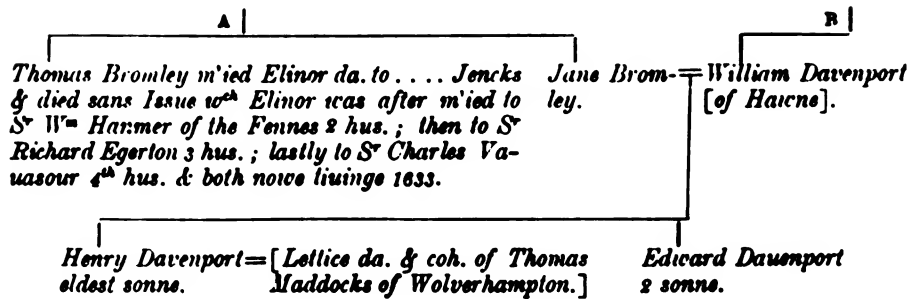 A B
Thomas Bromley m'ied Elinor da. to .... Jencks
& died sans Issue wᶜʰ Elinor was after m'ied to
Sʳ Wᵐ Hanmer of the Fennes 2 hus.; then to Sʳ
Richard Egerton 3 hus.; lastly to Sʳ Charles Va-
uasour 4ᵗʰ hus. & both nowe liuinge 1633.
Jane Brom-=William Davenport
ley. [of Hawne].
Henry Davenport=[Lettice da. & coh. of Thomas
eldest sonne. Maddocks of Wolverhampton.]
Edward Dauenport
2 sonne.